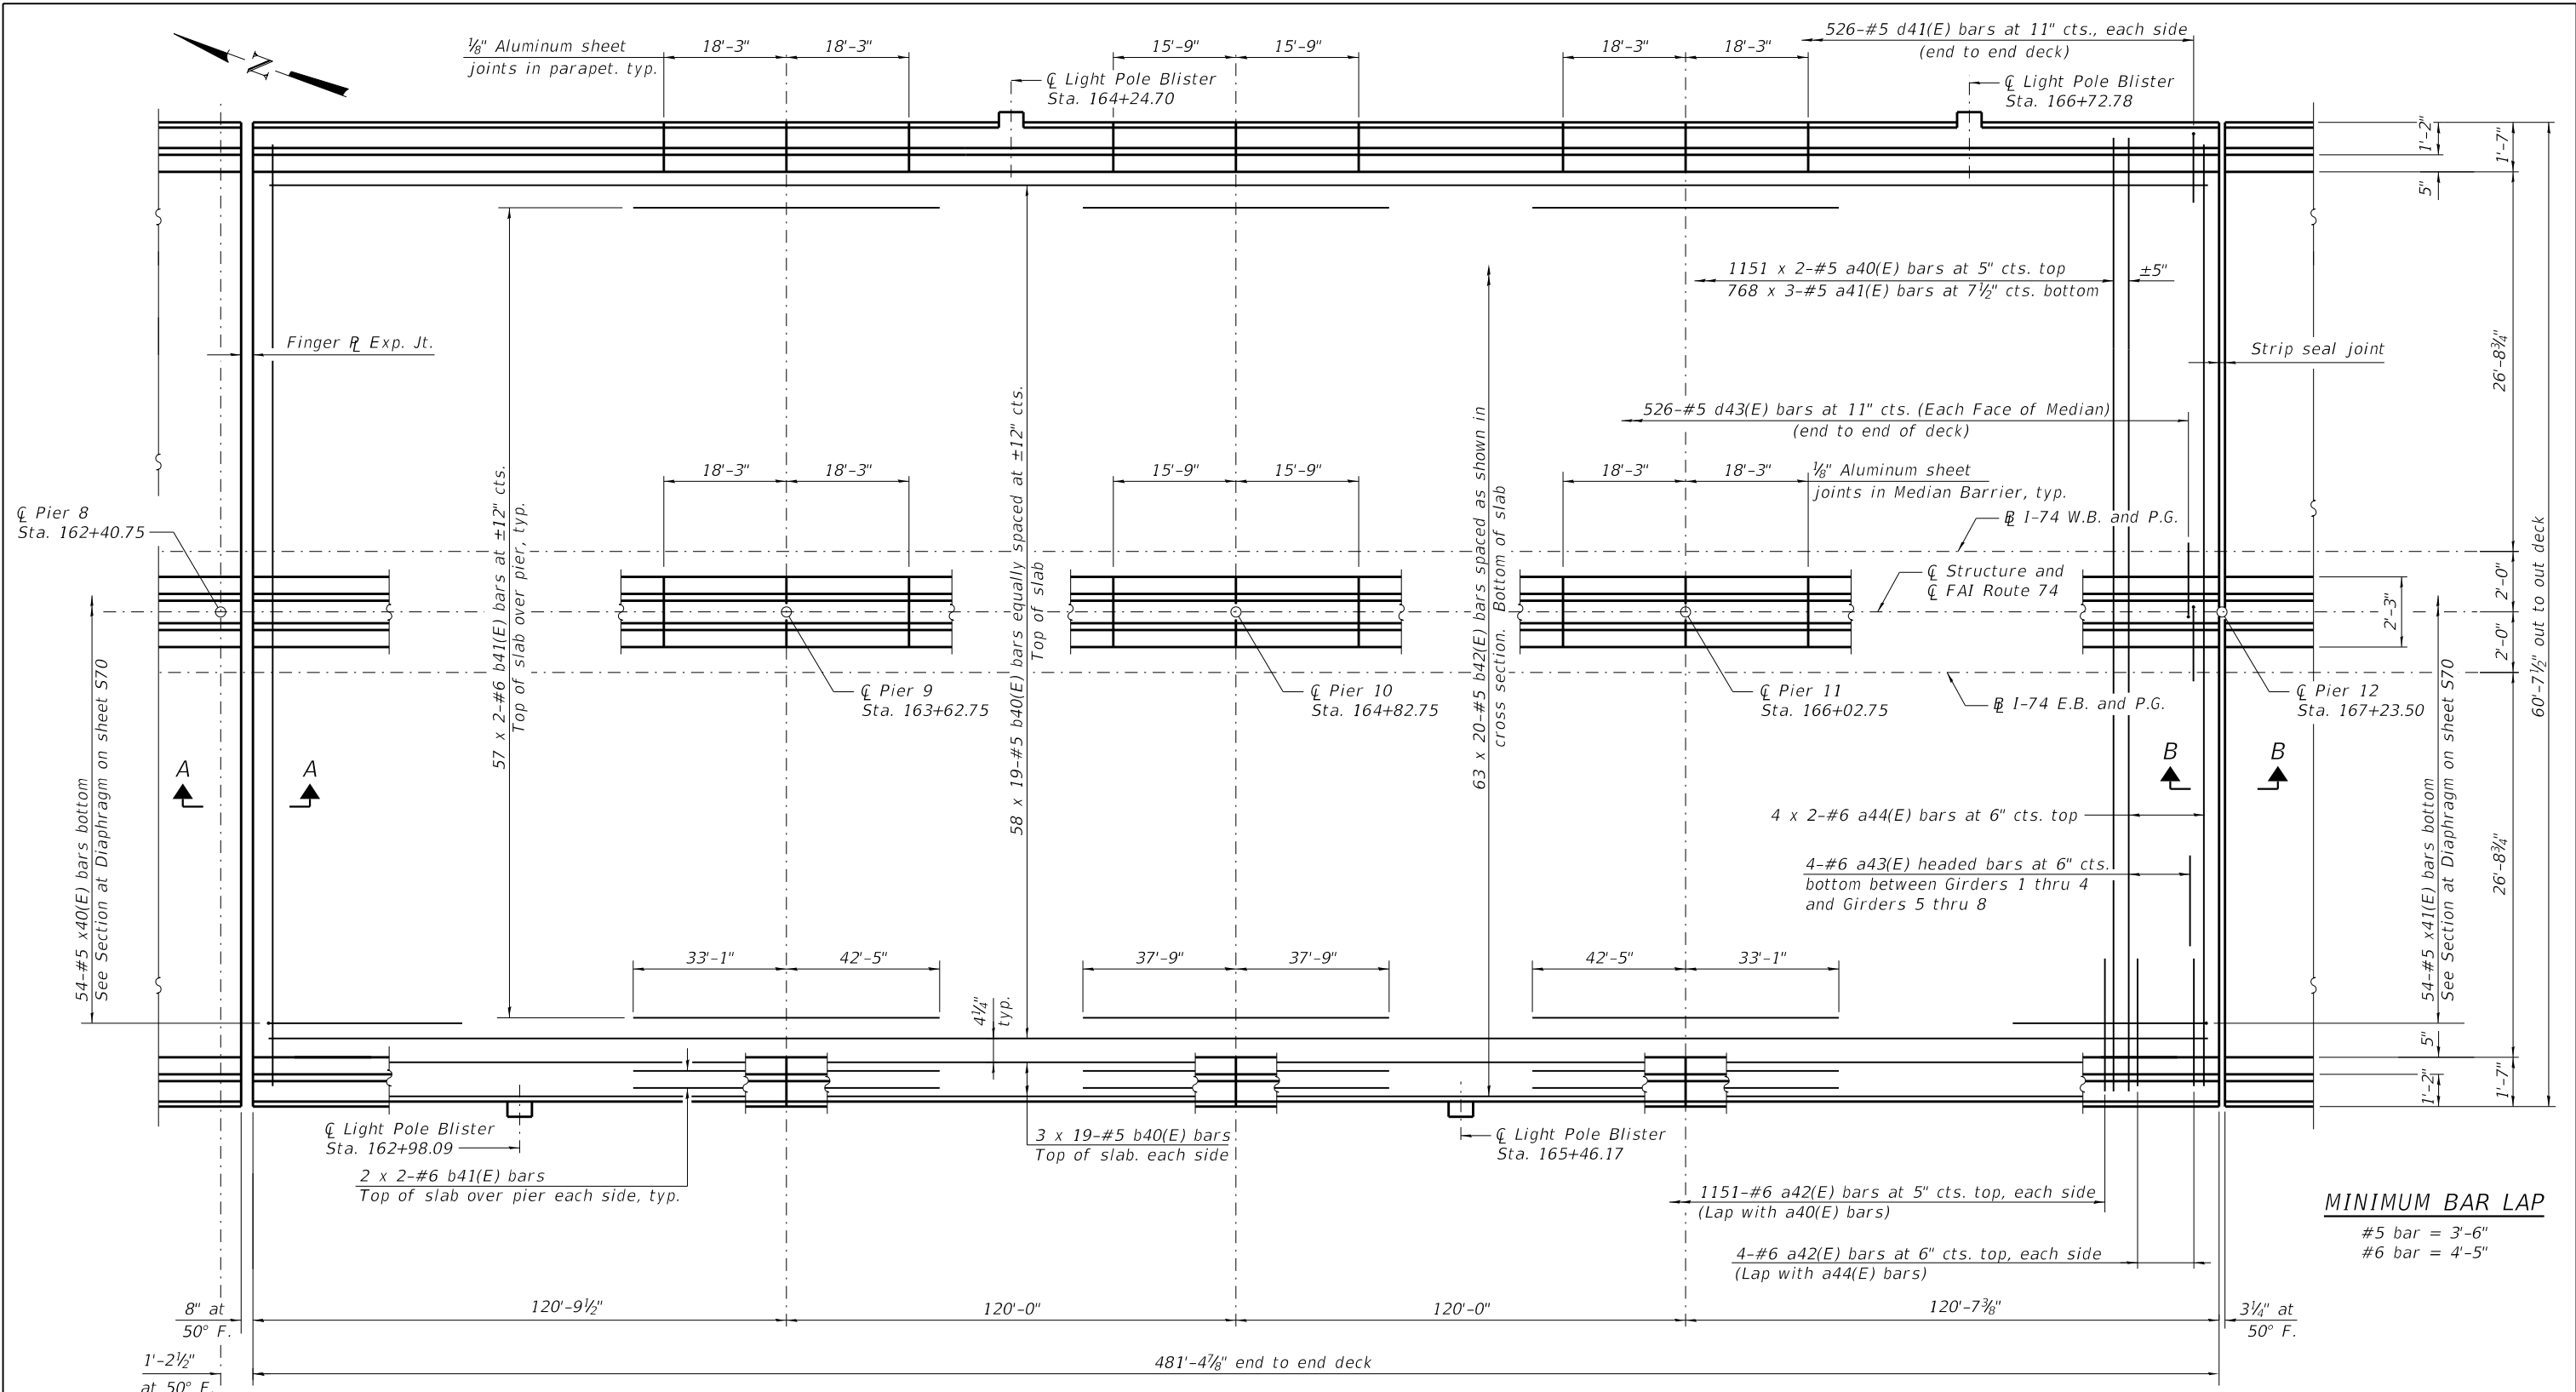 N
1/8" Aluminum sheet
joints in parapet. typ.
18'-3"
18'-3"
15'-9"
15'-9"
18'-3"
18'-3"
526-#5 d41(E) bars at 11" cts., each side
(end to end deck)
℄ Light Pole Blister
Sta. 164+24.70
℄ Light Pole Blister
Sta. 166+72.78
1'-2"
1'-7"
5"
1151 x 2-#5 a40(E) bars at 5" cts. top
768 x 3-#5 a41(E) bars at 7½" cts. bottom
±5"
Finger ⅊ Exp. Jt.
Strip seal joint
26'-8¾"
526-#5 d43(E) bars at 11" cts. (Each Face of Median)
(end to end of deck)
18'-3"
18'-3"
15'-9"
15'-9"
18'-3"
18'-3"
1/8" Aluminum sheet
joints in Median Barrier, typ.
℄ Pier 8
Sta. 162+40.75
57 x 2-#6 b41(E) bars at ±12" cts.
Top of slab over pier, typ.
58 x 19-#5 b40(E) bars equally spaced at ±12" cts.
Top of slab
63 x 20-#5 b42(E) bars spaced as shown in
cross section. Bottom of slab
BL I-74 W.B. and P.G.
℄ Structure and
℄ FAI Route 74
2'-0"
2'-3"
2'-0"
60'-7½" out to out deck
℄ Pier 9
Sta. 163+62.75
℄ Pier 10
Sta. 164+82.75
℄ Pier 11
Sta. 166+02.75
BL I-74 E.B. and P.G.
℄ Pier 12
Sta. 167+23.50
54-#5 x40(E) bars bottom
See Section at Diaphragm on sheet S70
A
A
B
B
4 x 2-#6 a44(E) bars at 6" cts. top
4-#6 a43(E) headed bars at 6" cts.
bottom between Girders 1 thru 4
and Girders 5 thru 8
54-#5 x41(E) bars bottom
See Section at Diaphragm on sheet S70
26'-8¾"
33'-1"
42'-5"
37'-9"
37'-9"
42'-5"
33'-1"
4¼"
typ.
5"
1'-2"
1'-7"
℄ Light Pole Blister
Sta. 162+98.09
2 x 2-#6 b41(E) bars
Top of slab over pier each side, typ.
3 x 19-#5 b40(E) bars
Top of slab. each side
℄ Light Pole Blister
Sta. 165+46.17
1151-#6 a42(E) bars at 5" cts. top, each side
(Lap with a40(E) bars)
4-#6 a42(E) bars at 6" cts. top, each side
(Lap with a44(E) bars)
MINIMUM BAR LAP
#5 bar = 3'-6"
#6 bar = 4'-5"
8" at
50° F.
120'-9½"
120'-0"
120'-0"
120'-7⅜"
3¼" at
50° F.
1'-2½"
at 50° F.
481'-4⅞" end to end deck